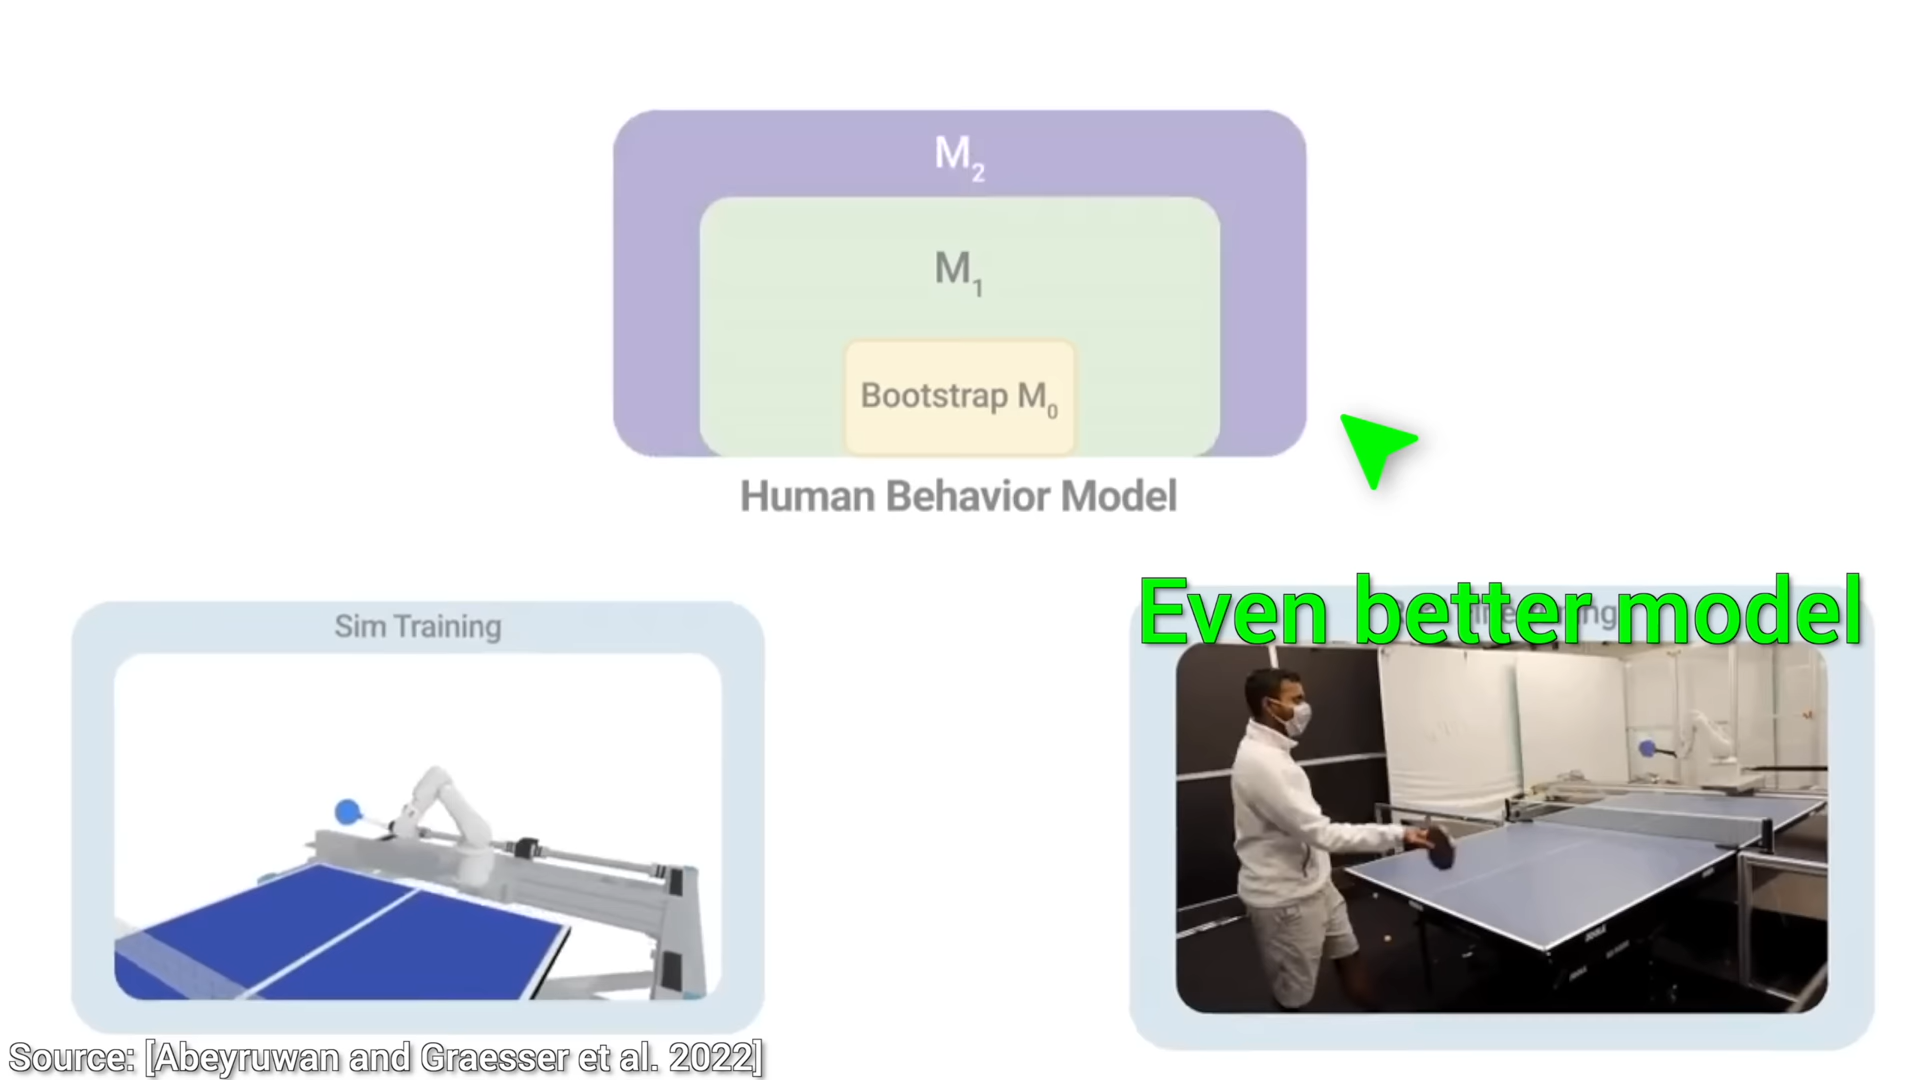 M2
M1
Bootstrap M0
Human Behavior Model
Sim Training
Even better model
Source: [Abeyruwan and Graesser et al. 2022]